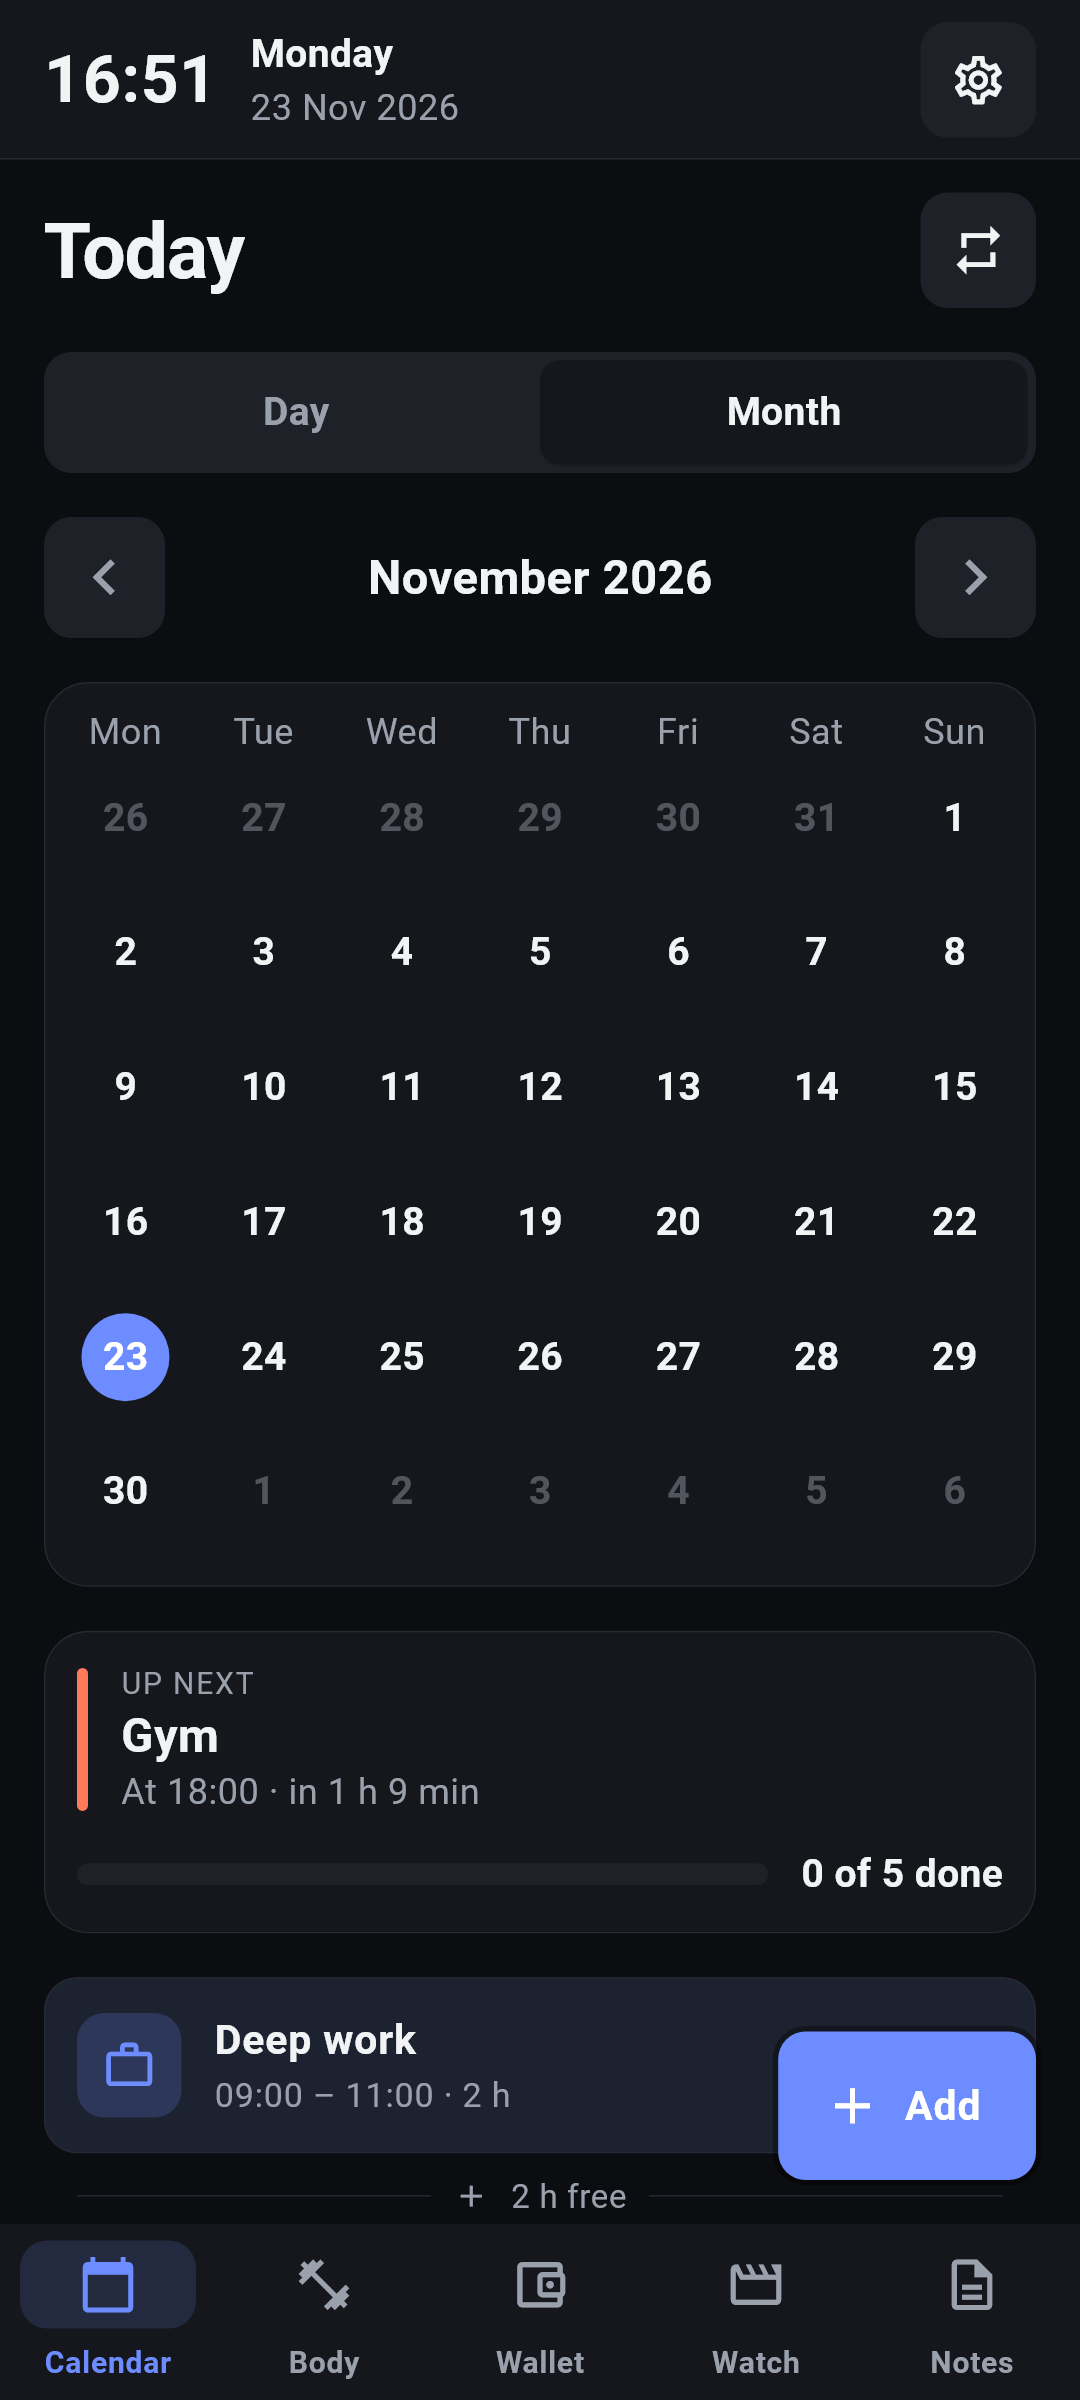 16:51
Monday
23 Nov 2026
Today
Day Month
November 2026
Mon Tue Wed Thu Fri Sat Sun
26 27 28 29 30 31 1
2 3 4 5 6 7 8
9 10 11 12 13 14 15
16 17 18 19 20 21 22
23 24 25 26 27 28 29
30 1 2 3 4 5 6
UP NEXT
Gym
At 18:00 · in 1 h 9 min
0 of 5 done
Deep work
09:00 – 11:00 · 2 h
Add
2 h free
Calendar Body Wallet Watch Notes